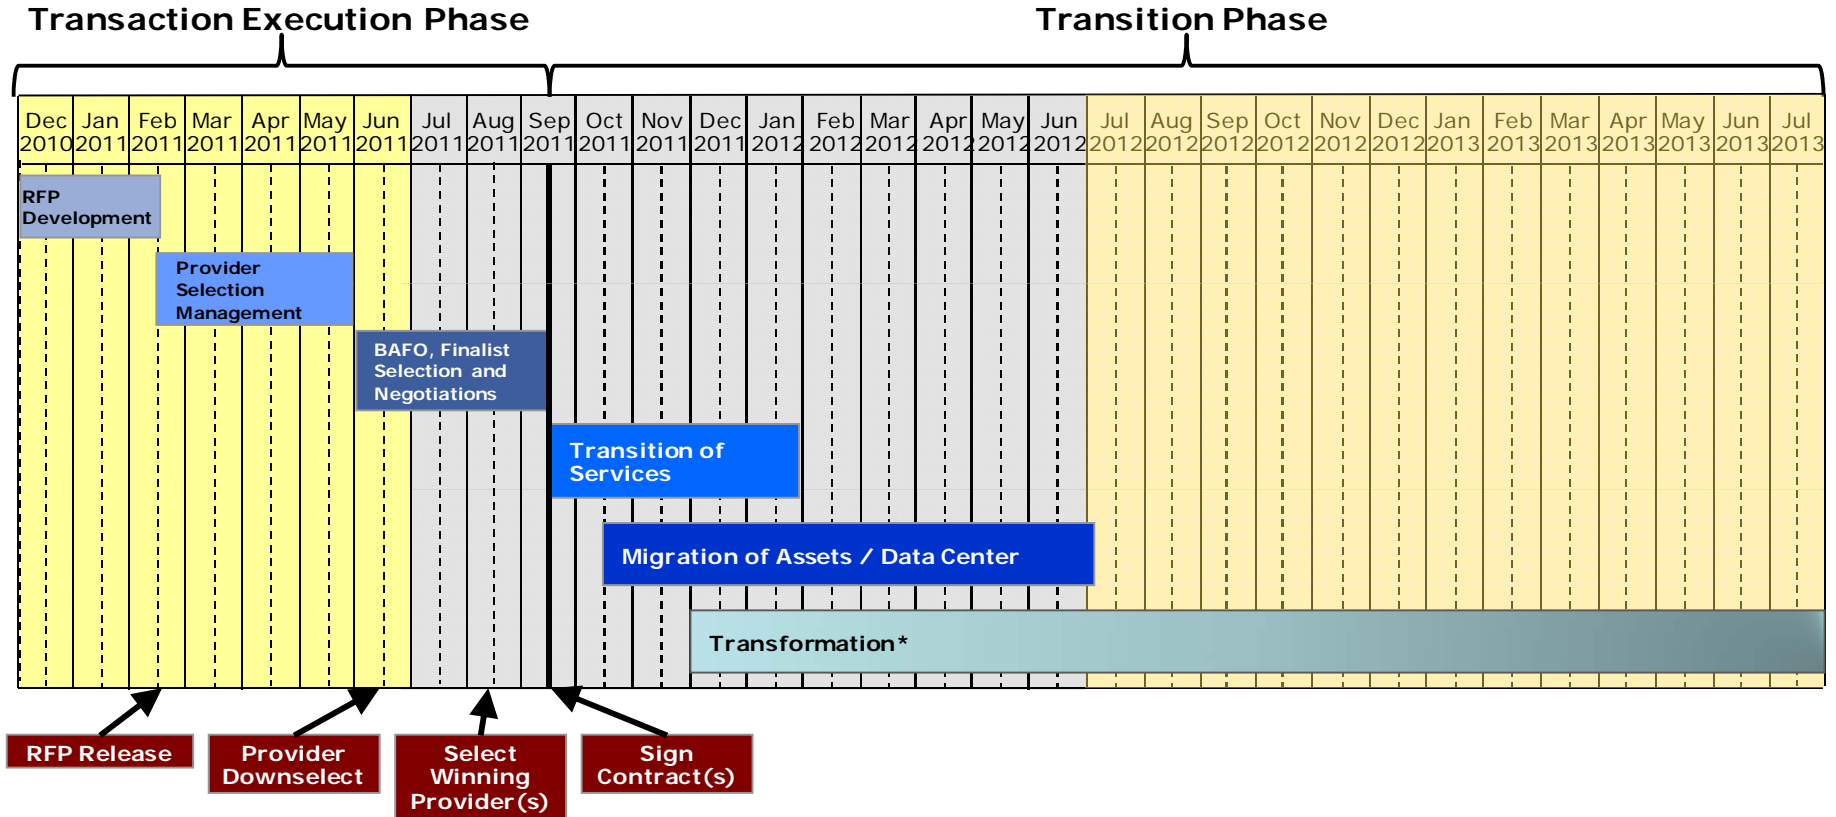 Transaction Execution Phase
Transition Phase
Dec Jan Feb Mar Apr May Jun Jul Aug Sep Oct Nov Dec Jan Feb Mar Apr May Jun Jul Aug Sep Oct Nov Dec Jan Feb Mar Apr May Jun Jul
2010 2011 2011 2011 2011 2011 2011 2011 2011 2011 2011 2011 2011 2012 2012 2012 2012 2012 2012 2012 2012 2012 2012 2012 2012 2013 2013 2013 2013 2013 2013 2013
RFP
Development
Provider
Selection
Management
BAFO, Finalist
Selection and
Negotiations
Transition of
Services
Migration of Assets / Data Center
Transformation*
RFP Release
Provider
Downselect
Select
Winning
Provider(s)
Sign
Contract(s)